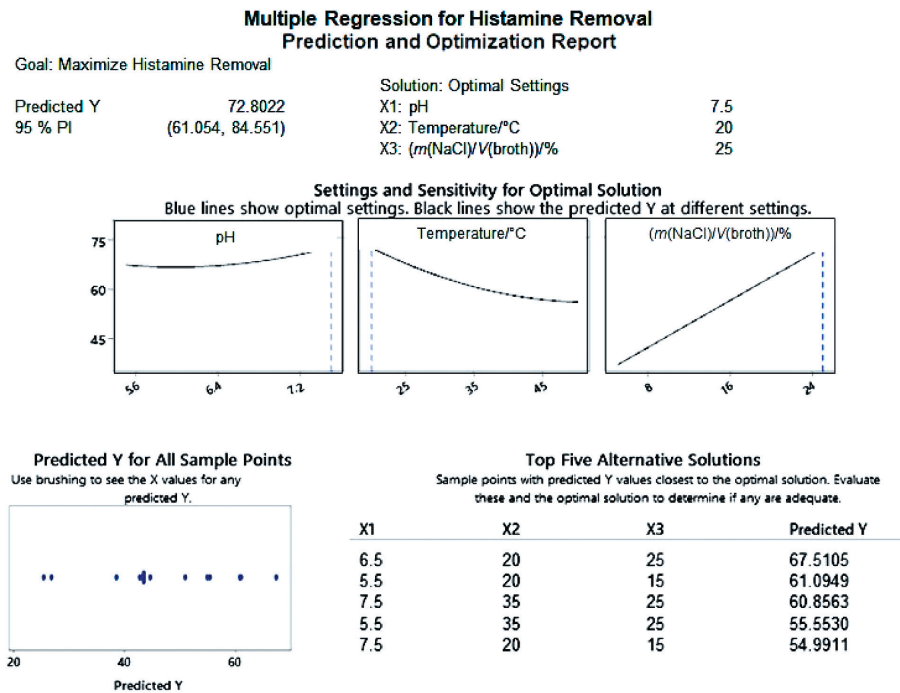 Multiple Regression for Histamine Removal
Prediction and Optimization Report
Goal: Maximize Histamine Removal
Solution: Optimal Settings
Predicted Y 72.8022 X1: pH 7.5
95 % PI (61.054, 84.551) X2: Temperature/°C 20
X3: (m(NaCl)/V(broth))/% 25
Settings and Sensitivity for Optimal Solution
Blue lines show optimal settings. Black lines show the predicted Y at different settings.
pH Temperature/°C (m(NaCl)/V(broth))/%
75
60
45
5.6 6.4 7.2 25 35 45 8 16 24
Predicted Y for All Sample Points
Use brushing to see the X values for any
predicted Y.
20 40 60
Predicted Y
Top Five Alternative Solutions
Sample points with predicted Y values closest to the optimal solution. Evaluate
these and the optimal solution to determine if any are adequate.
X1 X2 X3 Predicted Y
6.5 20 25 67.5105
5.5 20 15 61.0949
7.5 35 25 60.8563
5.5 35 25 55.5530
7.5 20 15 54.9911